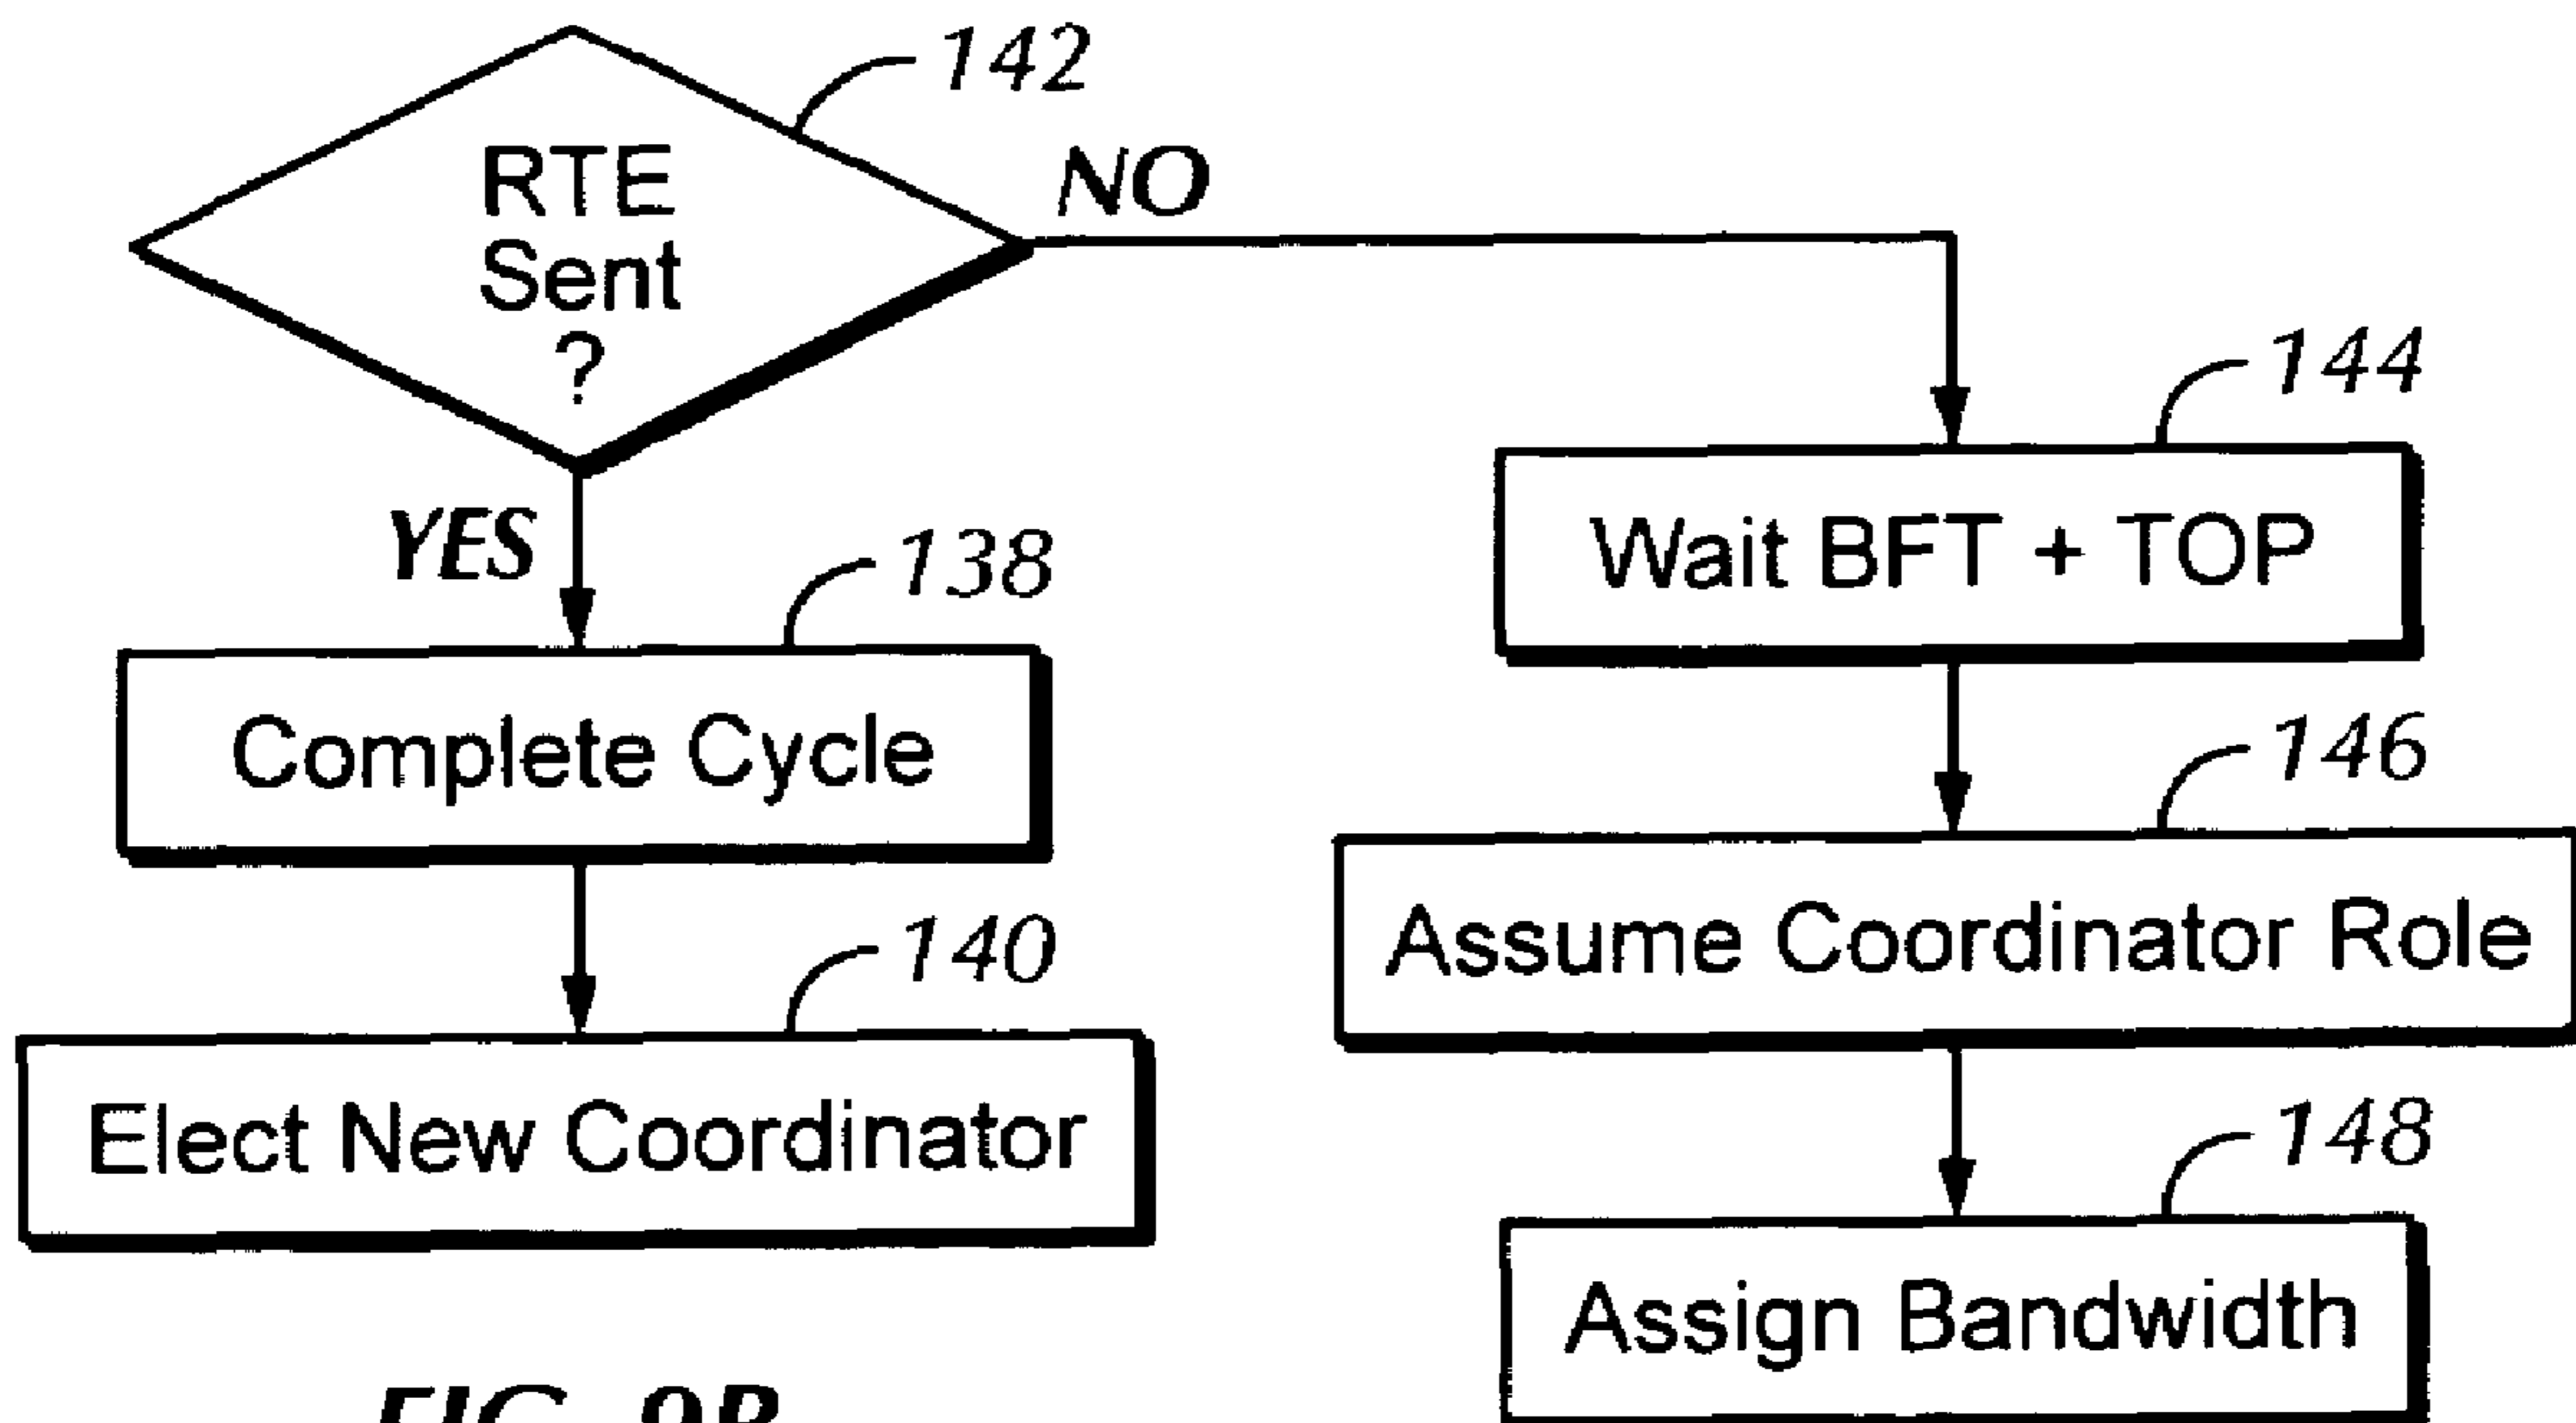 142
RTE
Sent
?
NO
YES
144
Wait BFT + TOP
138
Complete Cycle
146
Assume Coordinator Role
140
Elect New Coordinator
148
Assign Bandwidth